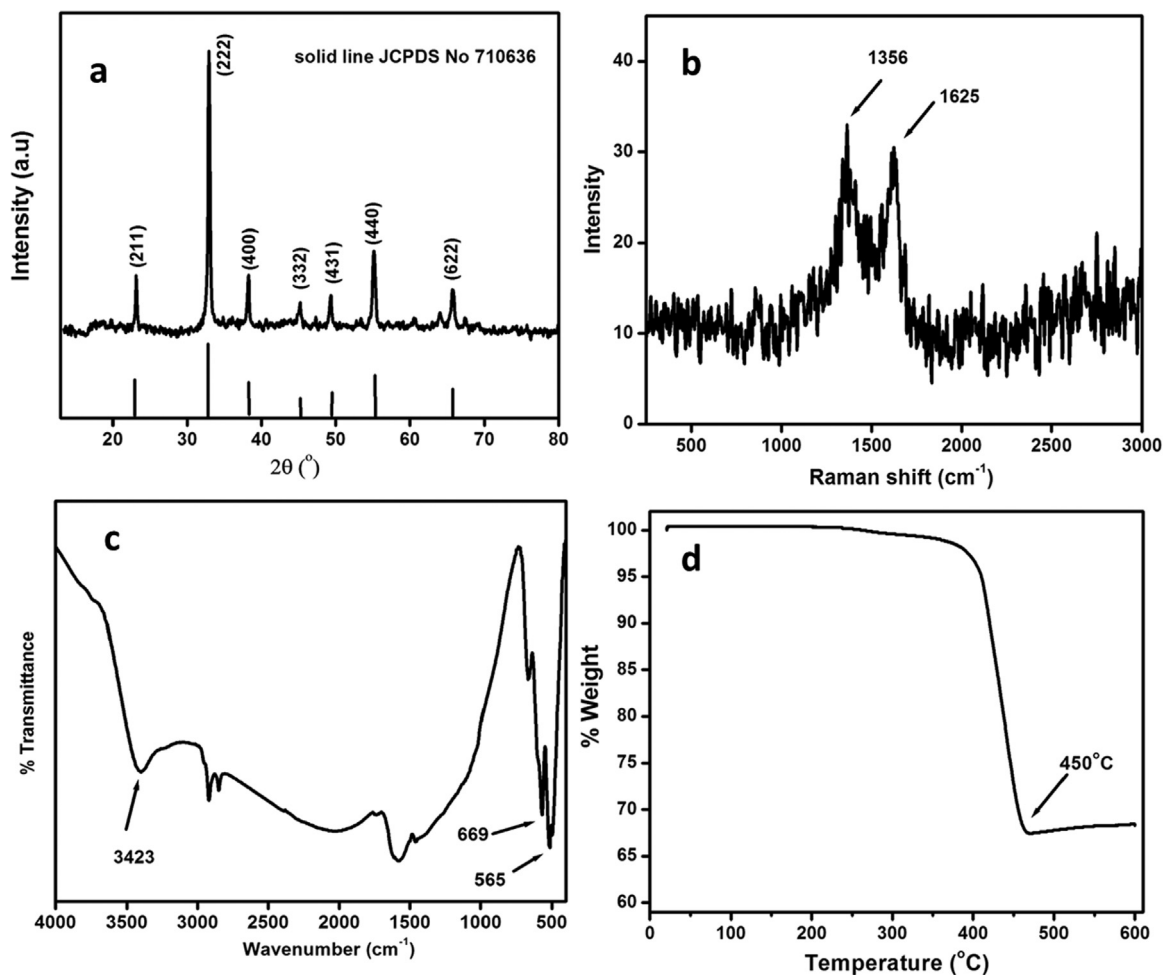 a
solid line JCPDS No 710636
(211)
(222)
(400)
(332)
(431)
(440)
(622)
Intensity (a.u)
20 30 40 50 60 70 80
2θ (°)
b
1356
1625
Intensity
40
30
20
10
0
500 1000 1500 2000 2500 3000
Raman shift (cm⁻¹)
c
3423
669
565
% Transmittance
4000 3500 3000 2500 2000 1500 1000 500
Wavenumber (cm⁻¹)
d
450°C
% Weight
100
95
90
85
80
75
70
65
60
0 100 200 300 400 500 600
Temperature (°C)